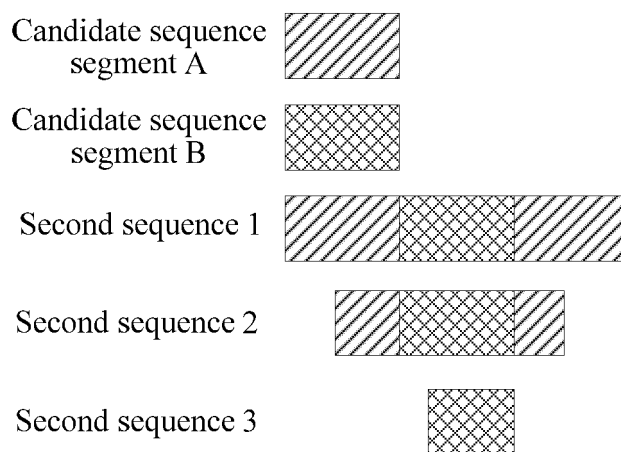 Candidate sequence
segment A
Candidate sequence
segment B
Second sequence 1
Second sequence 2
Second sequence 3